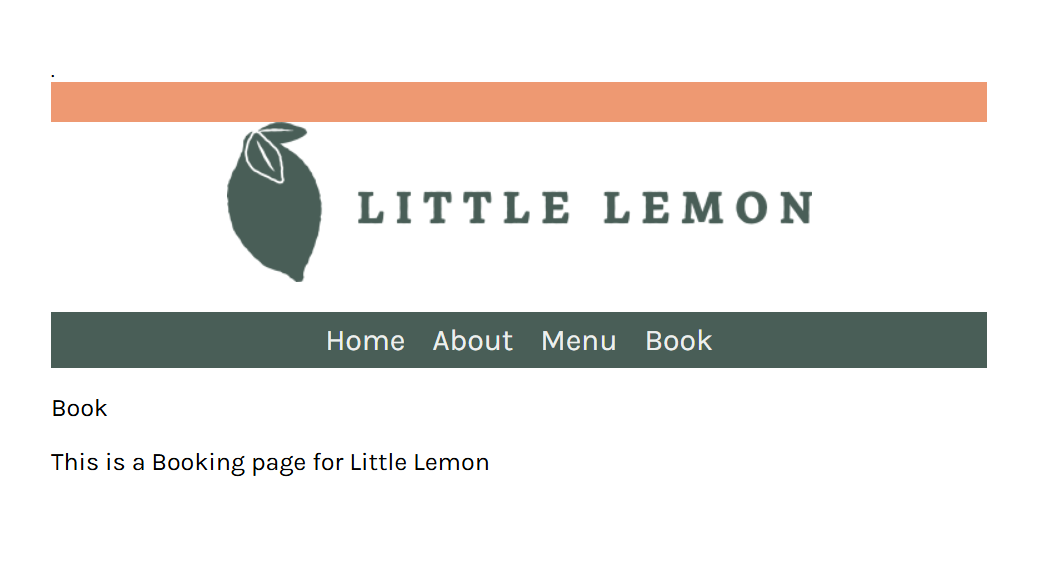 .
LITTLE LEMON
Home About Menu Book
Book
This is a Booking page for Little Lemon